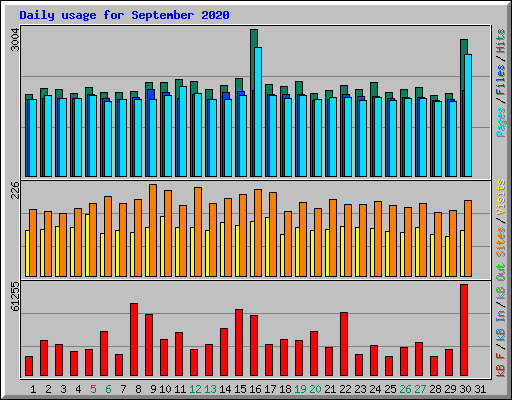 Daily usage for September 2020
3004
Pages / Files / Hits
226
Sites / Visits
61255
kB F / kB In / kB Out
1 2 3 4 5 6 7 8 9 10 11 12 13 14 15 16 17 18 19 20 21 22 23 24 25 26 27 28 29 30 31